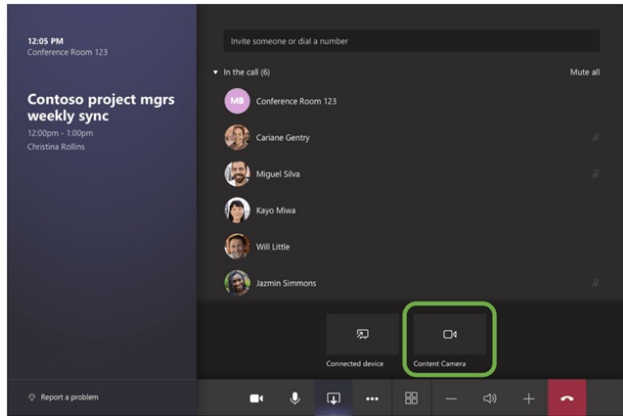 12:05 PM
Conference Room 123
Contoso project mgrs
weekly sync
12:00pm - 1:00pm
Christina Rollins
Report a problem
Invite someone or dial a number
In the call (6)
Mute all
MB
Conference Room 123
Cariane Gentry
Miguel Silva
Kayo Miwa
Will Little
Jazmin Simmons
Connected device
Content Camera